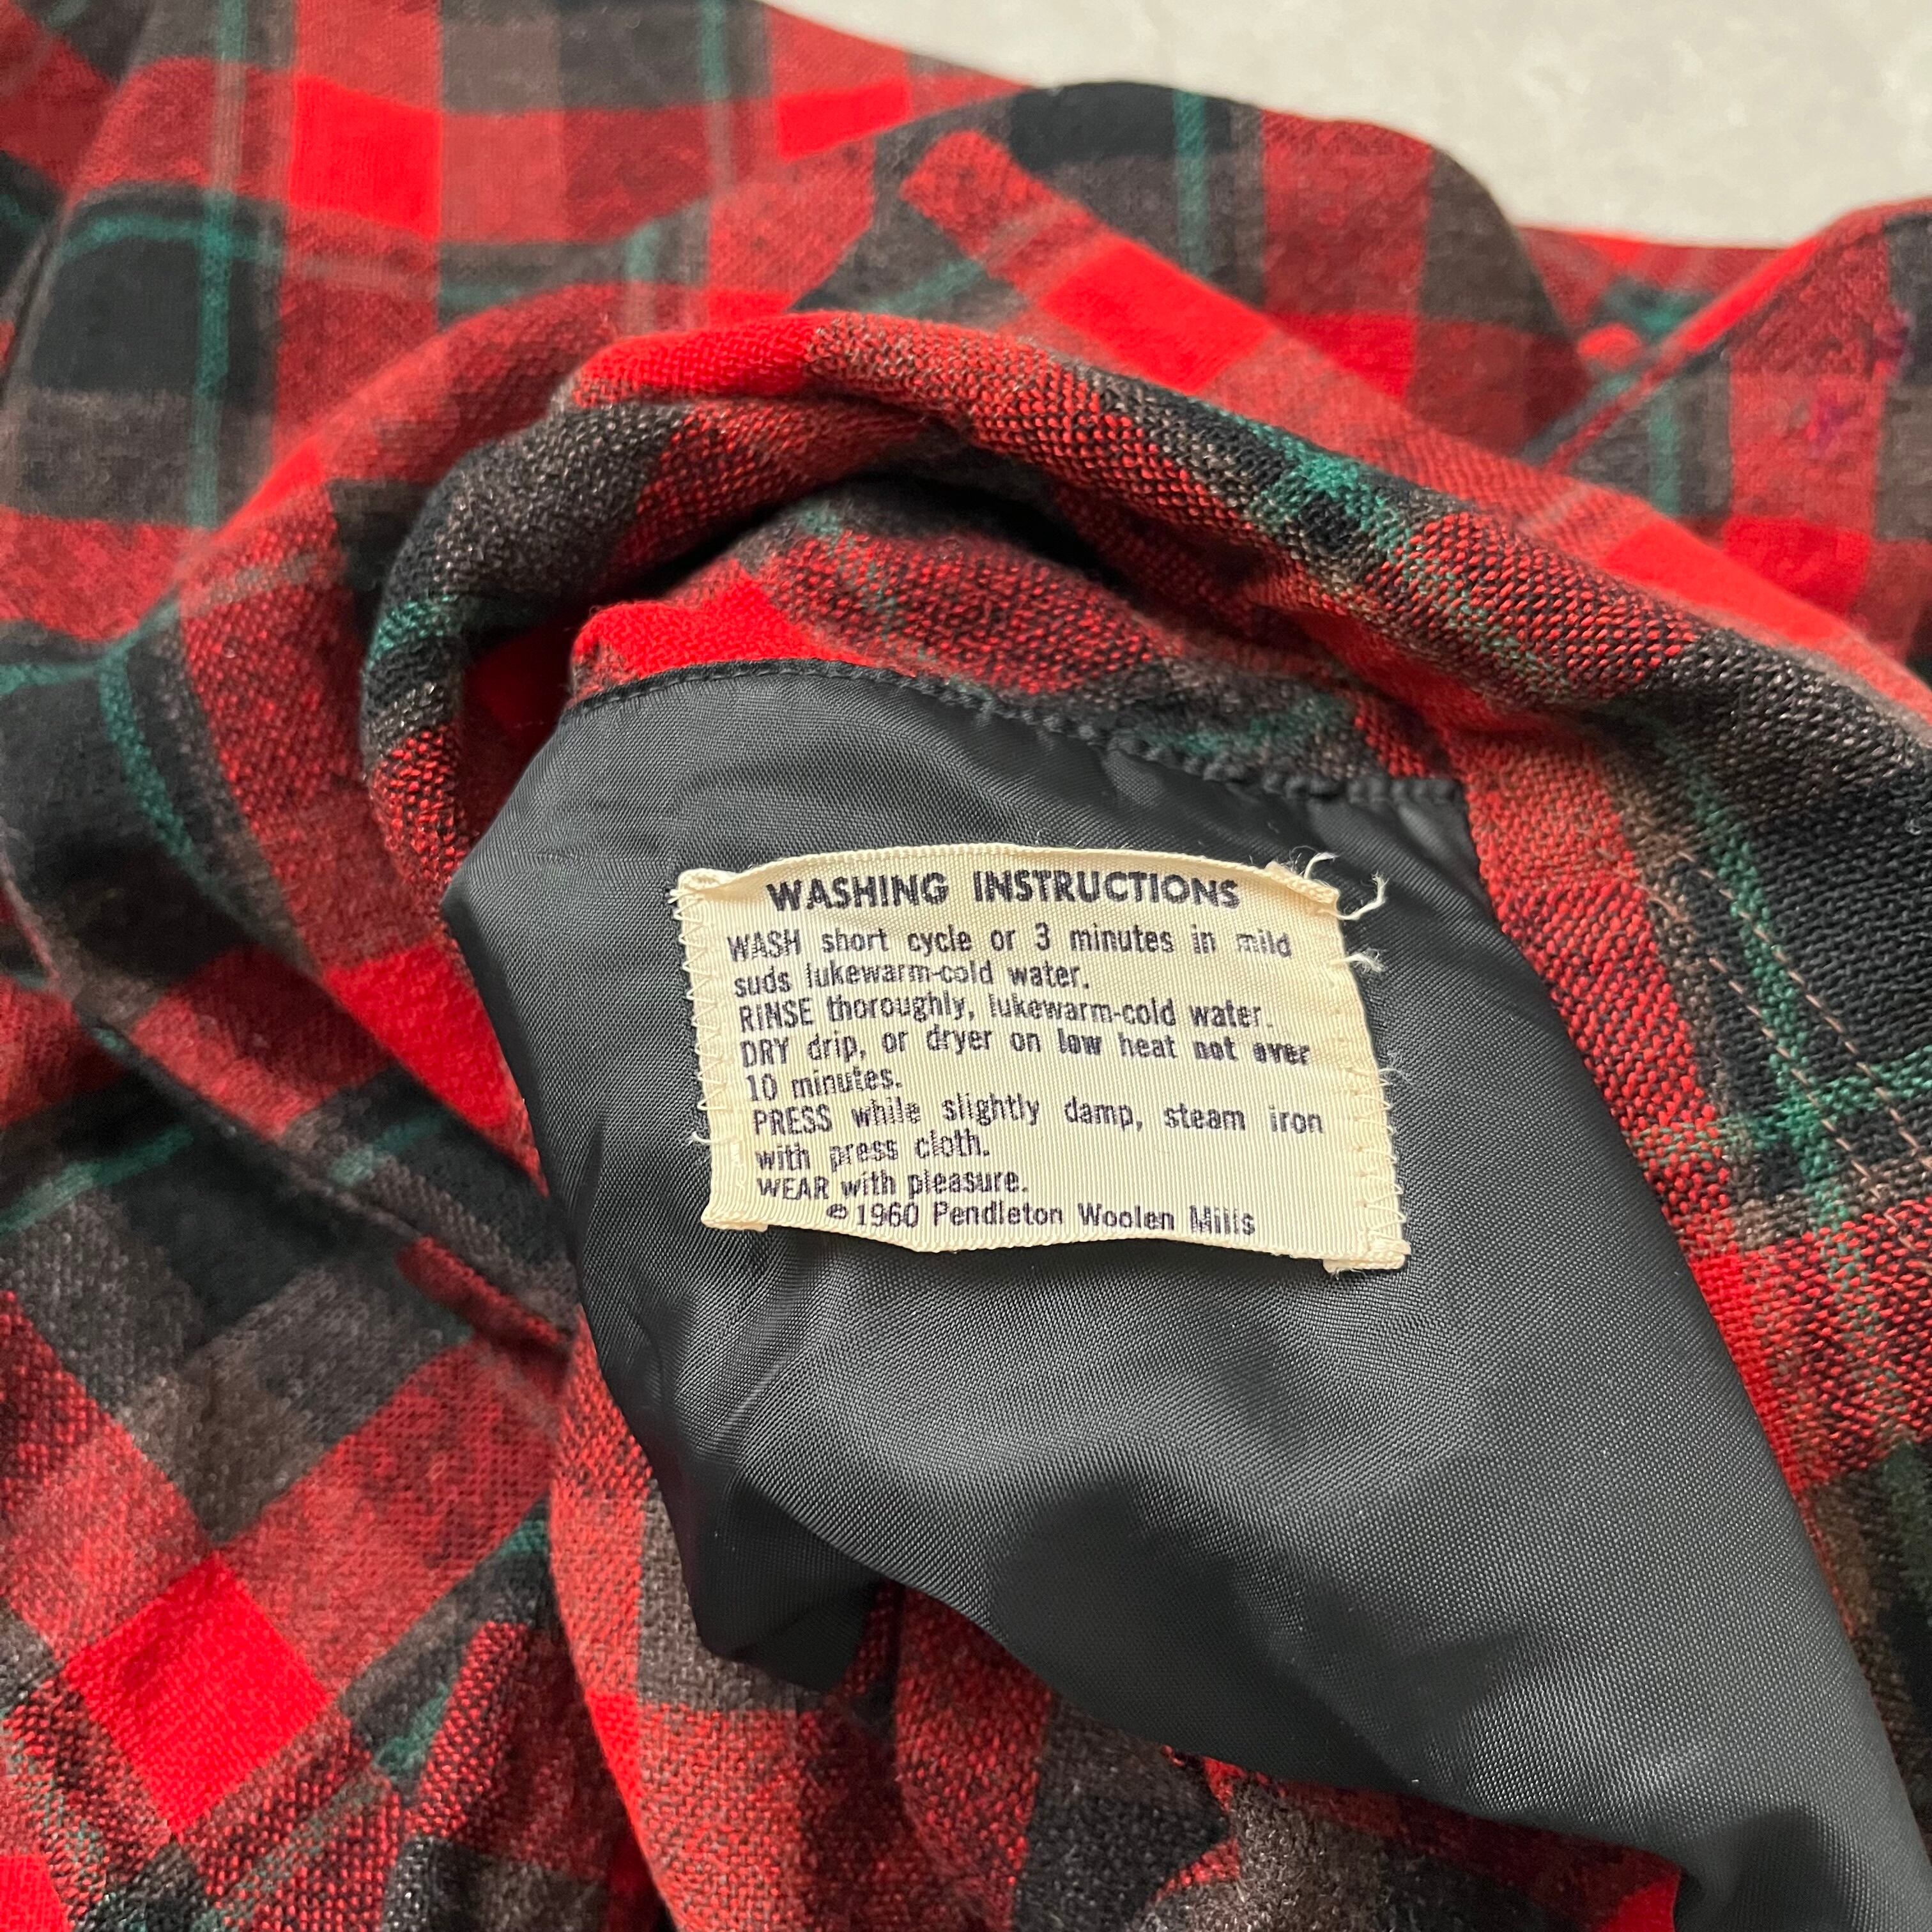 WASHING INSTRUCTIONS
WASH short cycle or 3 minutes in mild
suds lukewarm-cold water.
RINSE thoroughly, lukewarm-cold water.
DRY drip, or dryer on low heat not over
10 minutes.
PRESS while slightly damp, steam iron
with press cloth.
WEAR with pleasure.
© 1960 Pendleton Woolen Mills